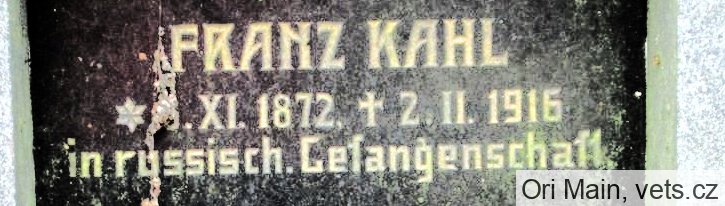 FRANZ KAHL
* . XI. 1872. † 2. II. 1916
in russisch. Gefangenschaft.
Ori Main, vets.cz